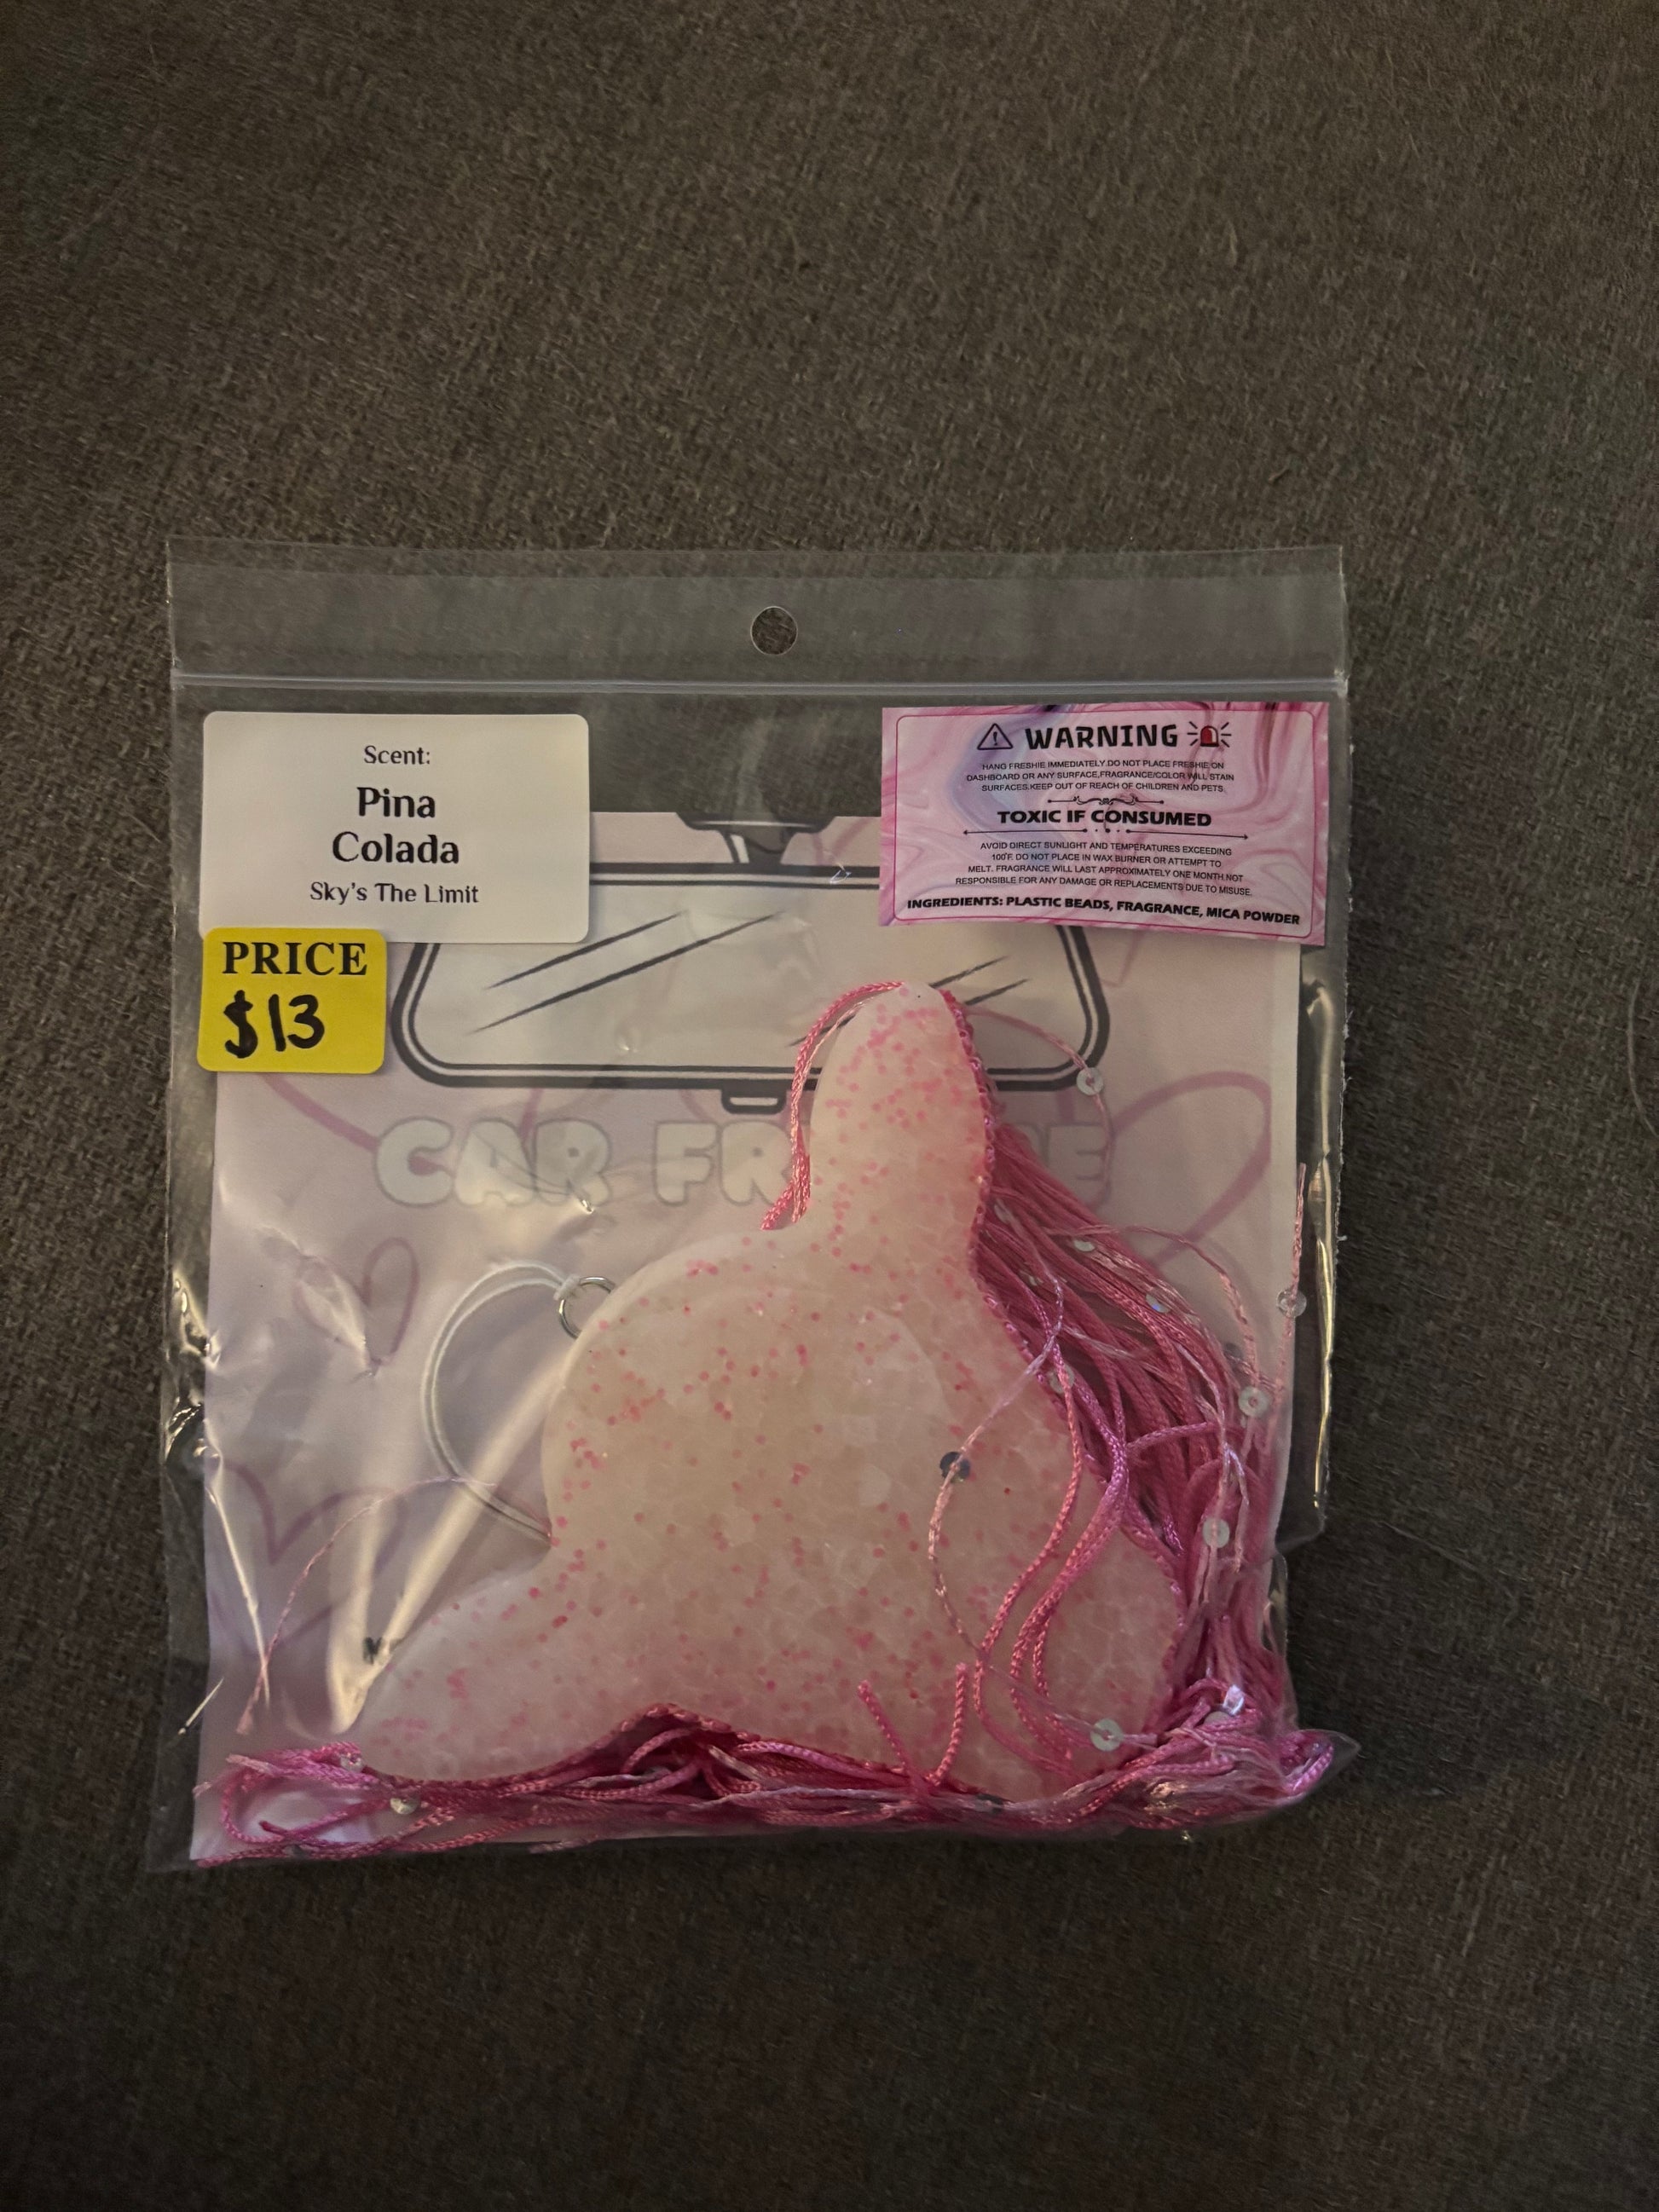 Scent:
Pina
Colada
Sky's The Limit
PRICE
$13
WARNING
HANG FRESHIE IMMEDIATELY.DO NOT PLACE FRESHIE ON
DASHBOARD OR ANY SURFACE,FRAGRANCE/COLOR WILL STAIN
SURFACES.KEEP OUT OF REACH OF CHILDREN AND PETS.
TOXIC IF CONSUMED
AVOID DIRECT SUNLIGHT AND TEMPERATURES EXCEEDING
100°F. DO NOT PLACE IN WAX BURNER OR ATTEMPT TO
MELT. FRAGRANCE WILL LAST APPROXIMATELY ONE MONTH.NOT
RESPONSIBLE FOR ANY DAMAGE OR REPLACEMENTS DUE TO MISUSE.
INGREDIENTS: PLASTIC BEADS, FRAGRANCE, MICA POWDER
CAR FR